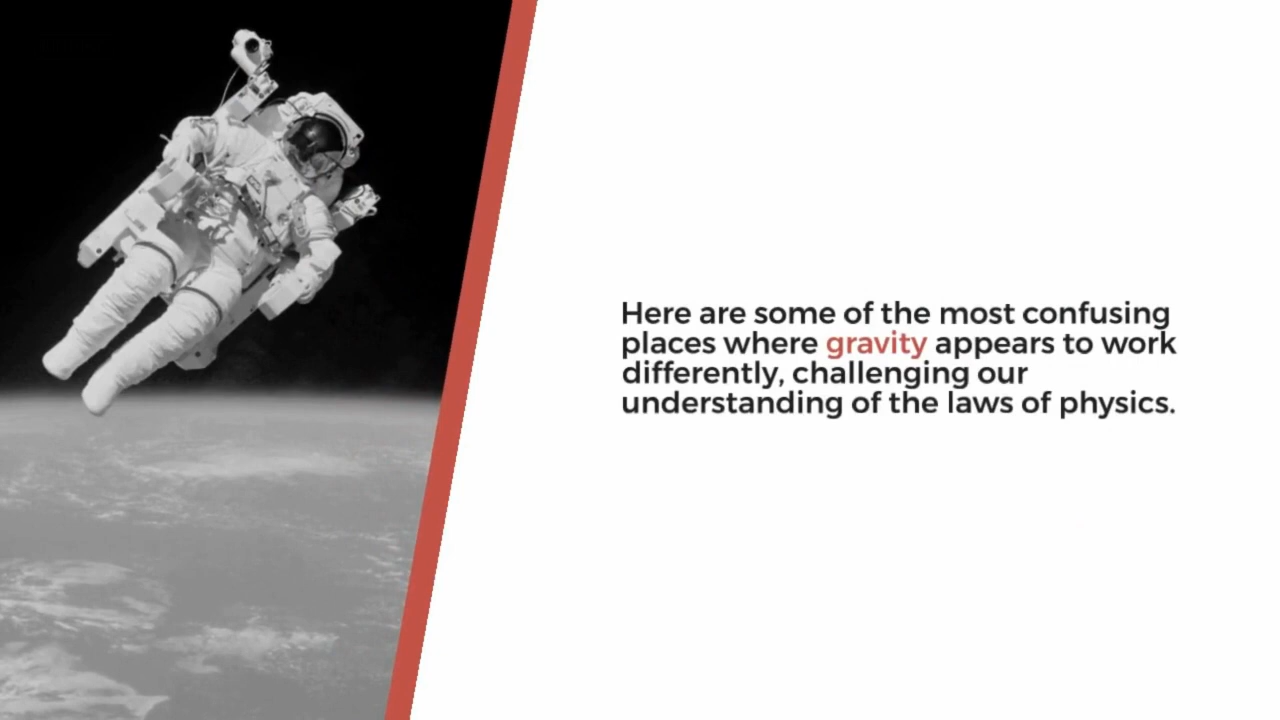 Here are some of the most confusing
places where gravity appears to work
differently, challenging our
understanding of the laws of physics.